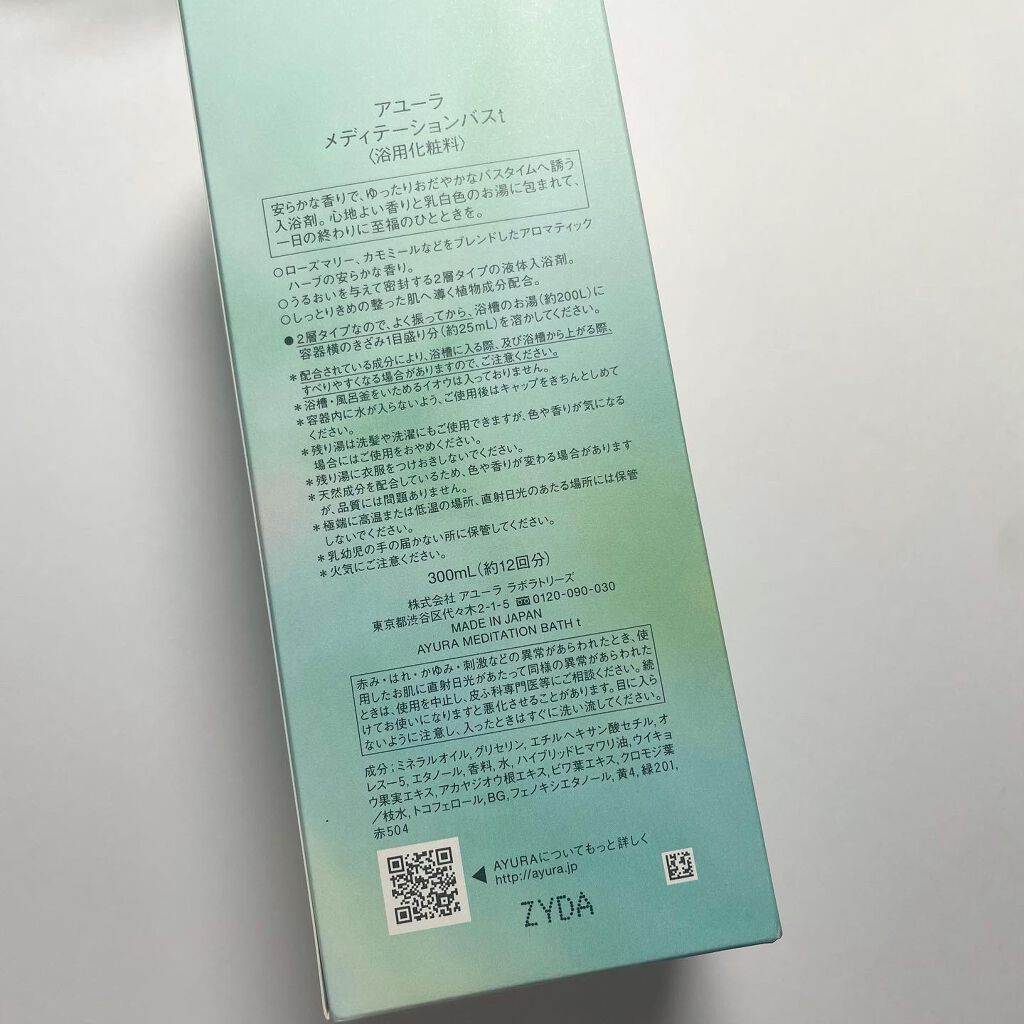 アユーラ
メディテーションバスt
〈浴用化粧料〉
安らかな香りで、ゆったりおだやかなバスタイムへ誘う
入浴剤。心地よい香りと乳白色のお湯に包まれて、
一日の終わりに至福のひとときを。
○ローズマリー、カモミールなどをブレンドしたアロマティック
ハーブの安らかな香り。
○うるおいを与えて密封する2層タイプの液体入浴剤。
○しっとりきめの整った肌へ導く植物成分配合。
●2層タイプなので、よく振ってから、浴槽のお湯(約200L)に
容器横のきざみ1目盛り分(約25mL)を溶かしてください。
*配合されている成分により、浴槽に入る際、及び浴槽から上がる際、
すべりやすくなる場合がありますので、ご注意ください。
*浴槽・風呂釜をいためるイオウは入っておりません。
*容器内に水が入らないよう、ご使用後はキャップをきちんとしめて
ください。
*残り湯は洗髪や洗濯にもご使用できますが、色や香りが気になる
場合にはご使用をおやめください。
*残り湯に衣服をつけおきしないでください。
*天然成分を配合しているため、色や香りが変わる場合があります
が、品質には問題ありません。
*極端に高温または低温の場所、直射日光のあたる場所には保管
しないでください。
*乳幼児の手の届かない所に保管してください。
*火気にご注意ください。
300mL(約12回分)
株式会社 アユーラ ラボラトリーズ
東京都渋谷区代々木2-1-5 0120-090-030
MADE IN JAPAN
AYURA MEDITATION BATH t
赤み・はれ・かゆみ・刺激などの異常があらわれたとき、使
用したお肌に直射日光があたって同様の異常があらわれた
ときは、使用を中止し、皮ふ科専門医等にご相談ください。続
けてお使いになりますと悪化することがあります。目に入ら
ないように注意し、入ったときはすぐに洗い流してください。
成分;ミネラルオイル,グリセリン,エチルヘキサン酸セチル,オ
レスー5,エタノール,香料,水,ハイブリッドヒマワリ油,ウイキョ
ウ果実エキス,アカヤジオウ根エキス,ビワ葉エキス,クロモジ葉
/枝水,トコフェロール,BG,フェノキシエタノール,黄4,緑201,
赤504
AYURAについてもっと詳しく
http://ayura.jp
ZYDA